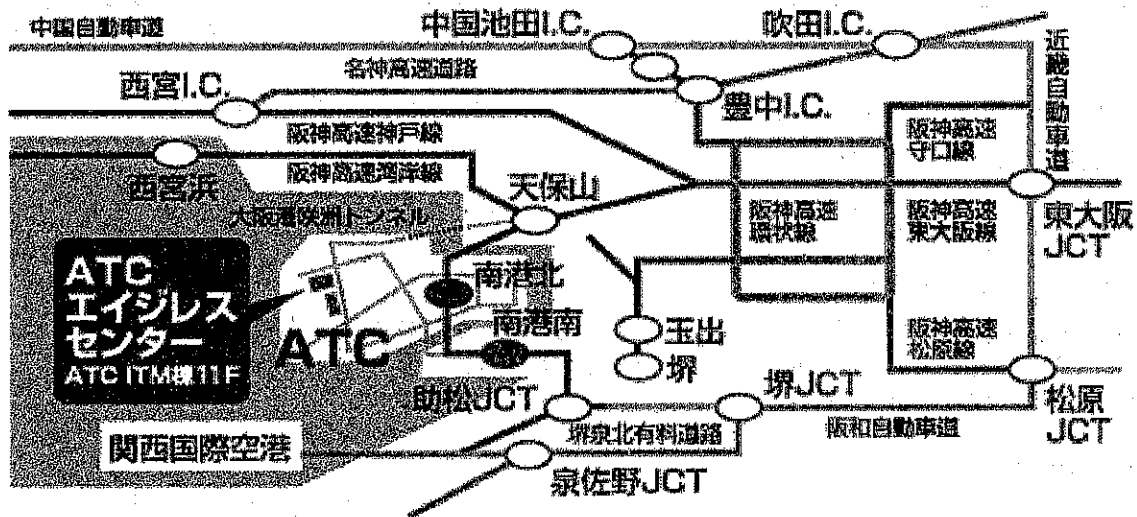 中国自動車道
中国池田I.C.
吹田I.C.
近畿自動車道
名神高速道路
西宮I.C.
豊中I.C.
阪神高速
守口線
阪神高速神戸線
阪神高速湾岸線
西宮浜
天保山
大阪港咲洲トンネル
阪神高速
環状線
阪神高速
東大阪線
東大阪
JCT
ATC
エイジレス
センター
ATC ITM棟11F
ATC
南港北
南港南
玉出
堺
阪神高速
松原線
助松JCT
堺JCT
松原
JCT
堺泉北有料道路
阪和自動車道
関西国際空港
泉佐野JCT